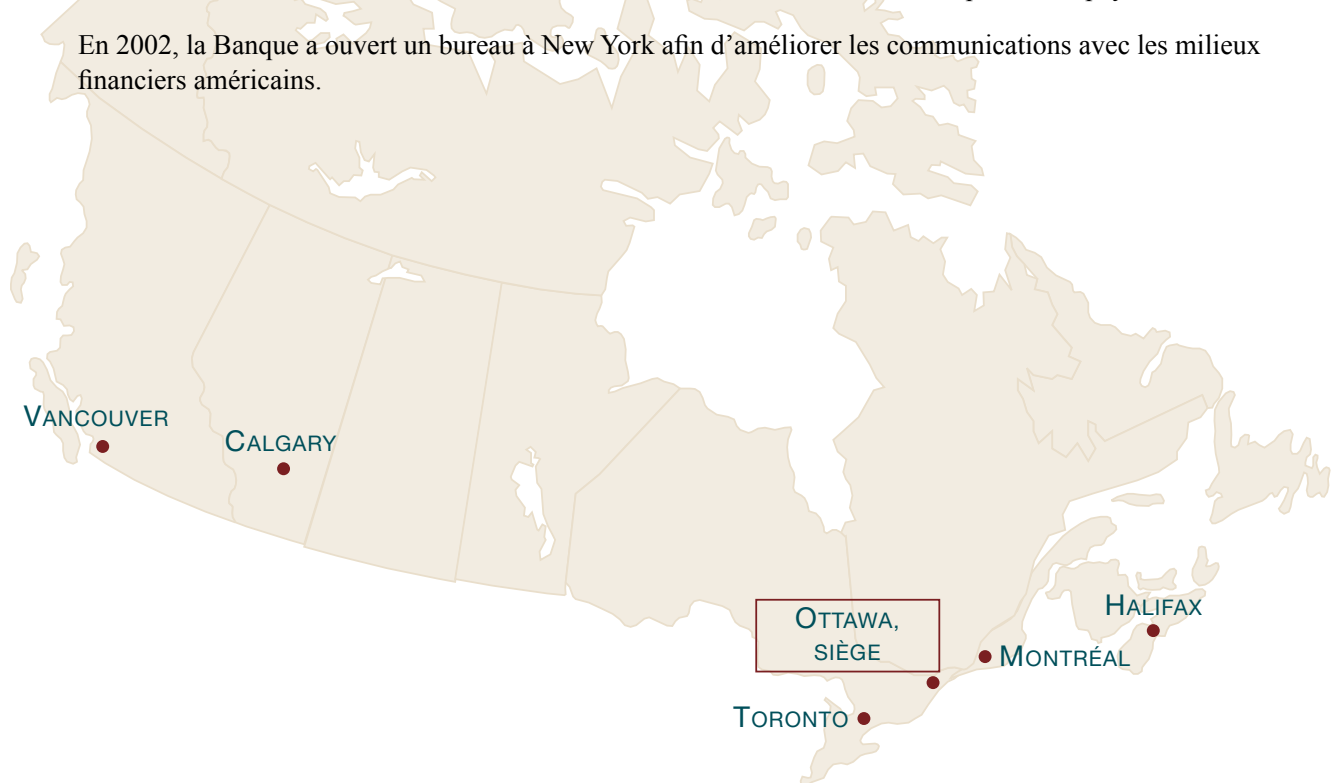 En 2002, la Banque a ouvert un bureau à New York afin d’améliorer les communications avec les milieux
financiers américains.
VANCOUVER
CALGARY
OTTAWA,
SIÈGE
HALIFAX
MONTRÉAL
TORONTO